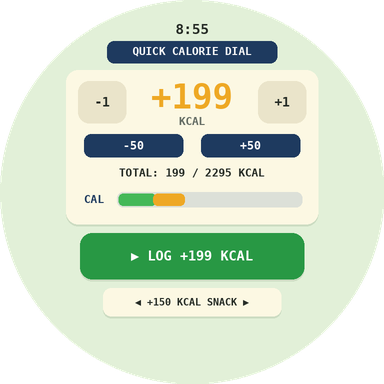 8:55
QUICK CALORIE DIAL
-1
+199
+1
KCAL
-50
+50
TOTAL: 199 / 2295 KCAL
CAL
▶ LOG +199 KCAL
◀ +150 KCAL SNACK ▶